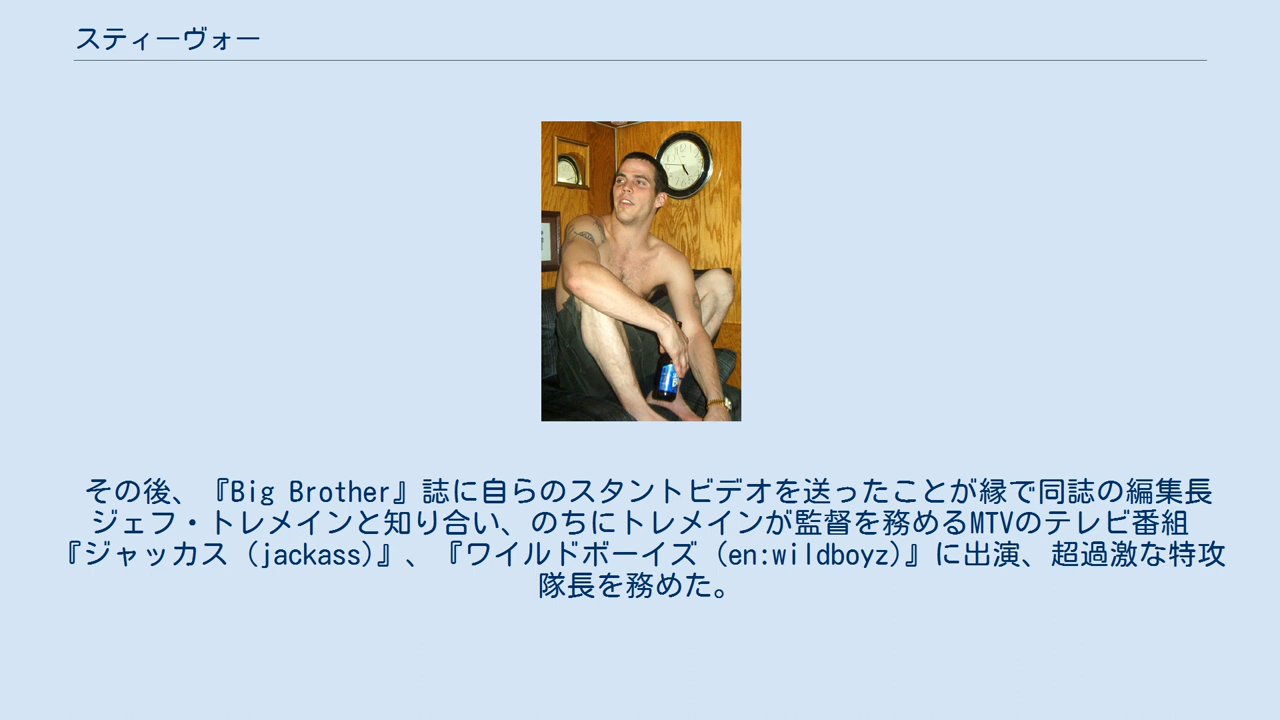 スティーヴォー
その後、『Big Brother』誌に自らのスタントビデオを送ったことが縁で同誌の編集長
ジェフ・トレメインと知り合い、のちにトレメインが監督を務めるMTVのテレビ番組
『ジャッカス (jackass)』、『ワイルドボーイズ (en:wildboyz)』に出演、超過激な特攻
隊長を務めた。